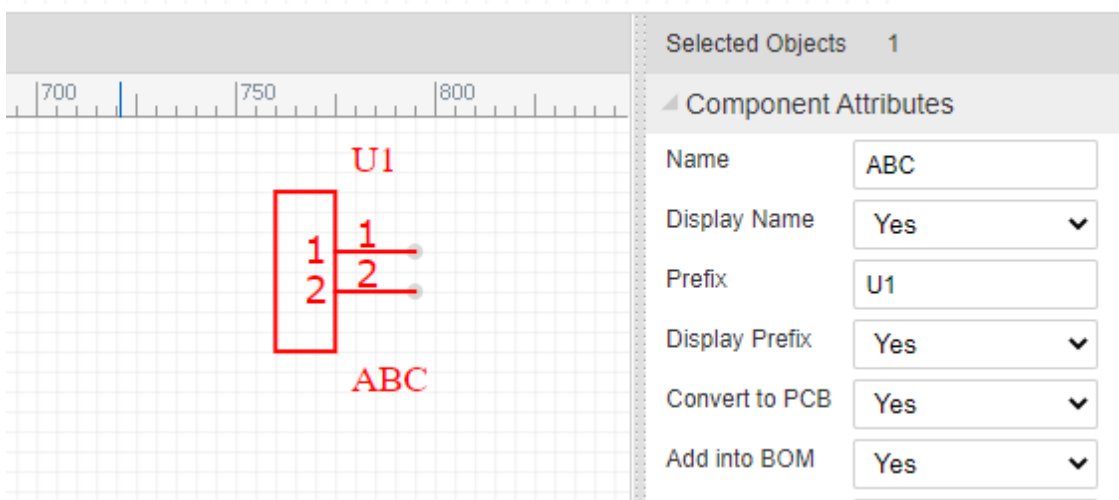 Selected Objects 1
700 750 800
Component Attributes
U1
Name ABC
Display Name Yes
1 1
2 2
Prefix U1
Display Prefix Yes
ABC
Convert to PCB Yes
Add into BOM Yes